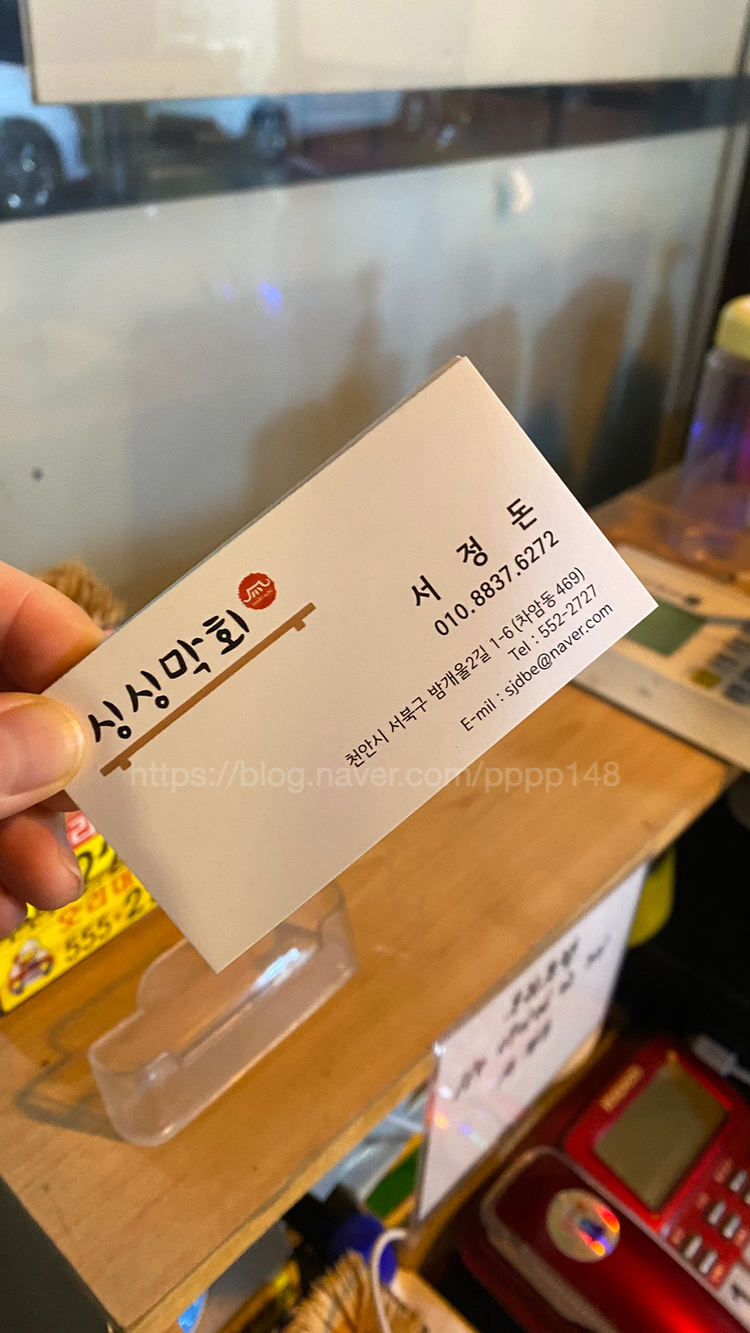 싱싱막회
서 정 돈
010.8837.6272
천안시 서북구 밤개울2길 1-6(차암동 469)
Tel : 552-2727
E-mil : sjdbe@naver.com
https://blog.naver.com/pppp148
555